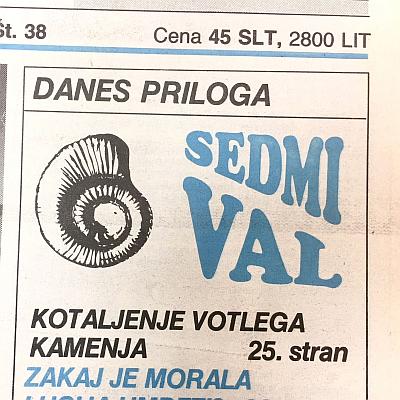 Št. 38
Cena 45 SLT, 2800 LIT
DANES PRILOGA
SEDMI
VAL
KOTALJENJE VOTLEGA
KAMENJA 25. stran
ZAKAJ JE MORALA